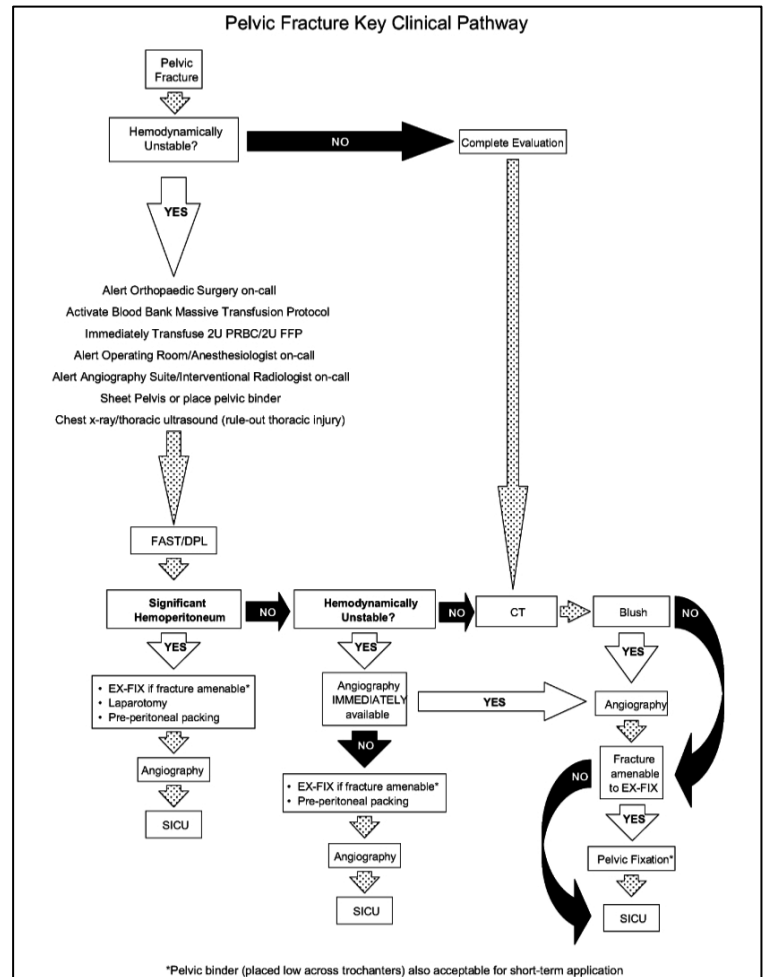 Pelvic Fracture Key Clinical Pathway
Pelvic
Fracture
Hemodynamically
Unstable?
NO
Complete Evaluation
YES
Alert Orthopaedic Surgery on-call
Activate Blood Bank Massive Transfusion Protocol
Immediately Transfuse 2U PRBC/2U FFP
Alert Operating Room/Anesthesiologist on-call
Alert Angiography Suite/Interventional Radiologist on-call
Sheet Pelvis or place pelvic binder
Chest x-ray/thoracic ultrasound (rule-out thoracic injury)
FAST/DPL
Significant
Hemoperitoneum
NO
Hemodynamically
Unstable?
NO
CT
Blush
NO
YES
YES
YES
• EX-FIX if fracture amenable*
• Laparotomy
• Pre-peritoneal packing
Angiography
IMMEDIATELY
available
YES
Angiography
NO
Angiography
SICU
• EX-FIX if fracture amenable*
• Pre-peritoneal packing
Angiography
SICU
Fracture
amenable
to EX-FIX
NO
YES
Pelvic Fixation*
SICU
*Pelvic binder (placed low across trochanters) also acceptable for short-term application